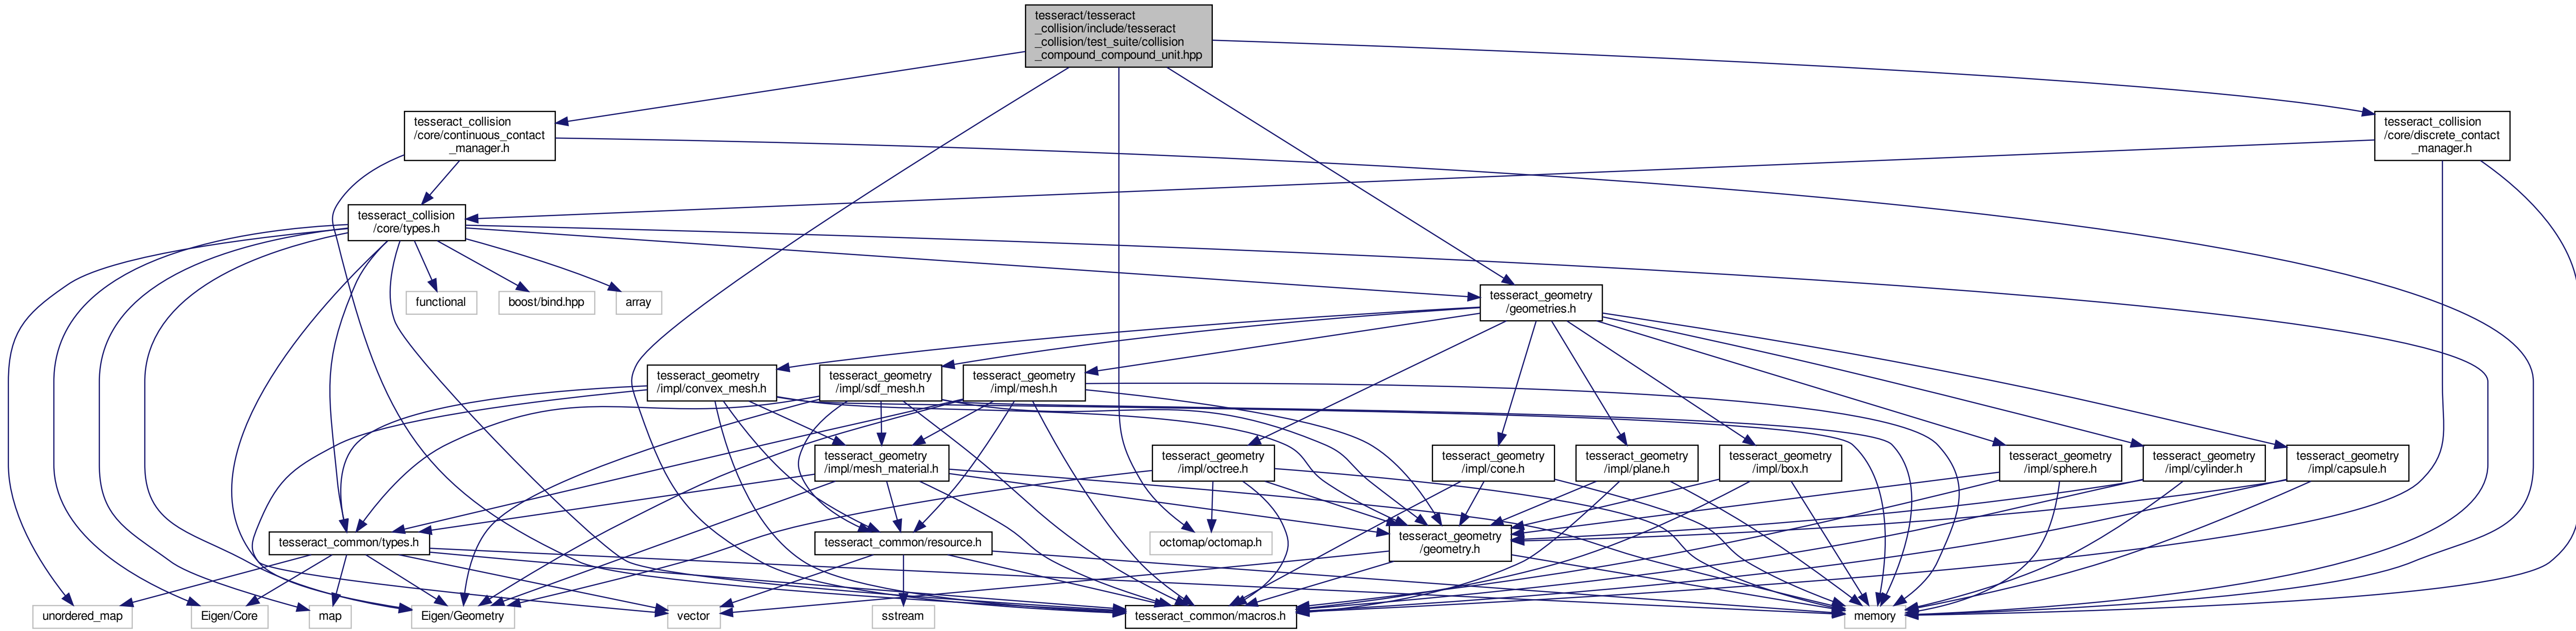 tesseract/tesseract
_collision/include/tesseract
_collision/test_suite/collision
_compound_compound_unit.hpp
tesseract_collision
/core/continuous_contact
_manager.h
tesseract_collision
/core/discrete_contact
_manager.h
tesseract_collision
/core/types.h
functional
boost/bind.hpp
array
tesseract_geometry
/geometries.h
tesseract_geometry
/impl/convex_mesh.h
tesseract_geometry
/impl/sdf_mesh.h
tesseract_geometry
/impl/mesh.h
tesseract_geometry
/impl/mesh_material.h
tesseract_geometry
/impl/octree.h
tesseract_geometry
/impl/cone.h
tesseract_geometry
/impl/plane.h
tesseract_geometry
/impl/box.h
tesseract_geometry
/impl/sphere.h
tesseract_geometry
/impl/cylinder.h
tesseract_geometry
/impl/capsule.h
tesseract_common/types.h
tesseract_common/resource.h
octomap/octomap.h
tesseract_geometry
/geometry.h
unordered_map
Eigen/Core
map
Eigen/Geometry
vector
sstream
tesseract_common/macros.h
memory